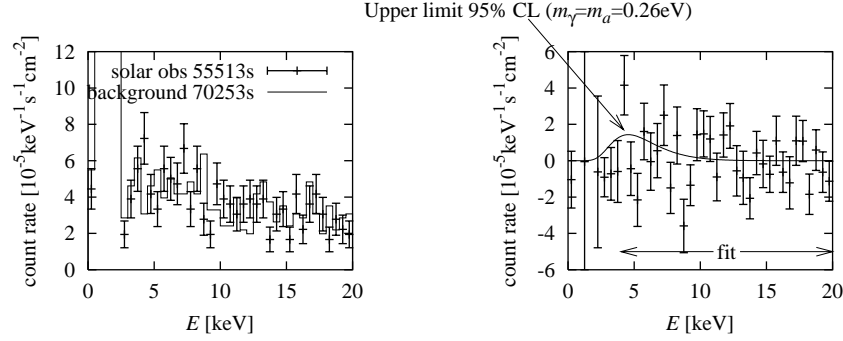 Upper limit 95% CL (mγ=ma=0.26eV)
12
10
8
6
4
2
0
0 5 10 15 20
count rate [10-5keV-1s-1cm-2]
E [keV]
solar obs 55513s
background 70253s
6
4
2
0
-2
-4
-6
0 5 10 15 20
count rate [10-5keV-1s-1cm-2]
E [keV]
fit